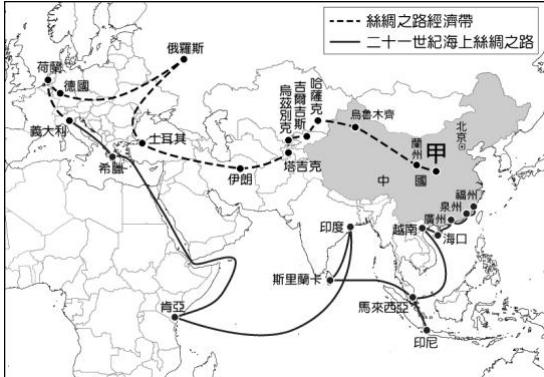 絲綢之路經濟帶
二十一世紀海上絲綢之路
俄羅斯
荷蘭
德國
義大利
希臘
土耳其
伊朗
烏茲別克
吉爾吉斯
哈薩克
塔吉克
烏魯木齊
蘭州
甲
北京
中國
福州
泉州
廣州
海口
越南
印度
斯里蘭卡
馬來西亞
印尼
肯亞